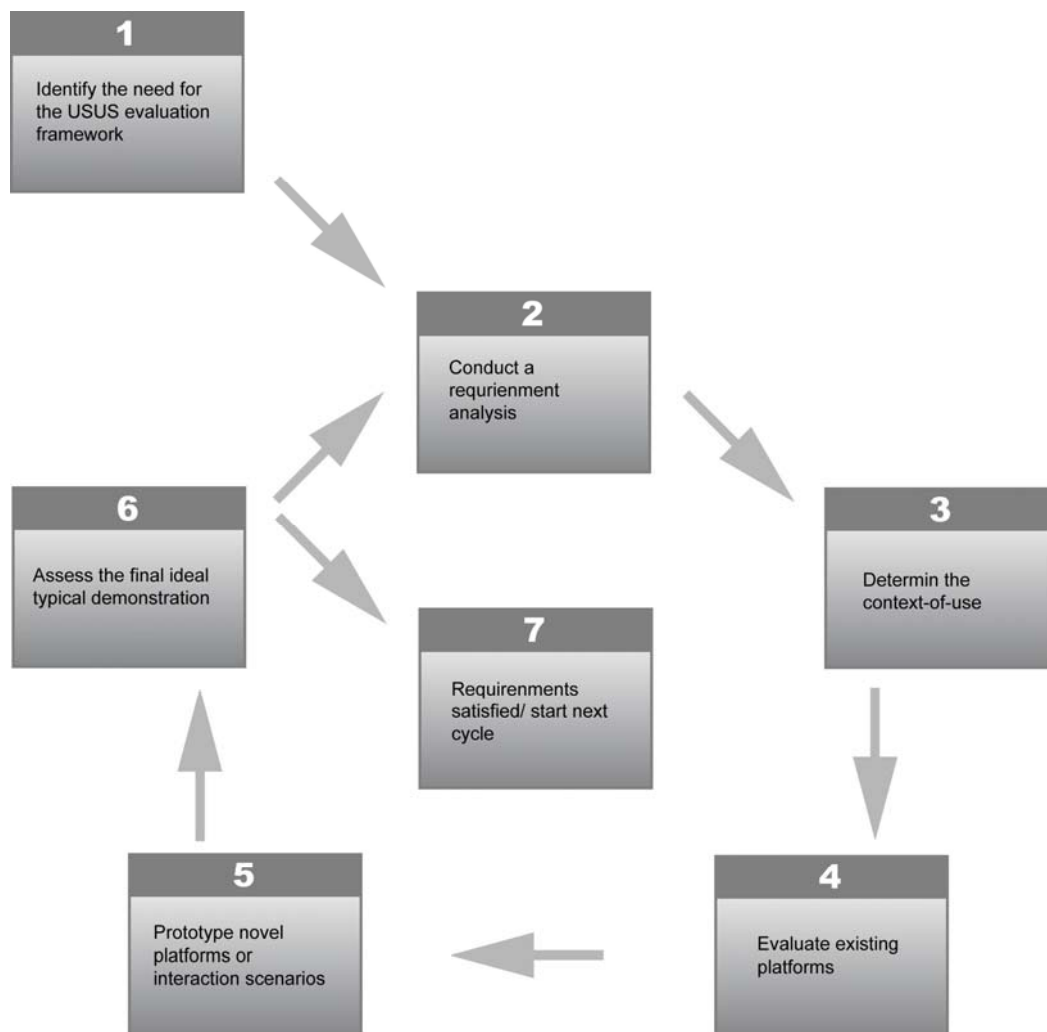 1
Identify the need for
the USUS evaluation
framework
2
Conduct a
requrienment
analysis
3
Determin the
context-of-use
4
Evaluate existing
platforms
5
Prototype novel
platforms or
interaction scenarios
6
Assess the final ideal
typical demonstration
7
Requirenments
satisfied/ start next
cycle